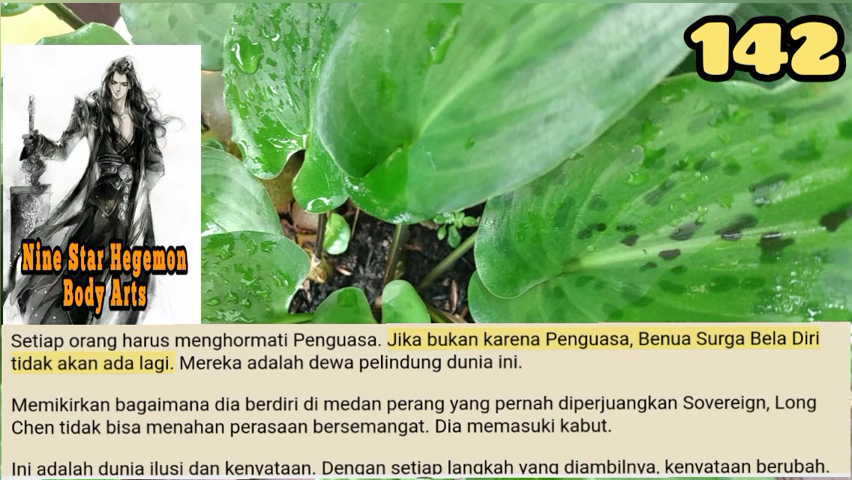 142
Nine Star Hegemon
Body Arts
Setiap orang harus menghormati Penguasa. Jika bukan karena Penguasa, Benua Surga Bela Diri
tidak akan ada lagi. Mereka adalah dewa pelindung dunia ini.
Memikirkan bagaimana dia berdiri di medan perang yang pernah diperjuangkan Sovereign, Long
Chen tidak bisa menahan perasaan bersemangat. Dia memasuki kabut.
Ini adalah dunia ilusi dan kenyataan. Dengan setiap langkah yang diambilnya, kenyataan berubah.